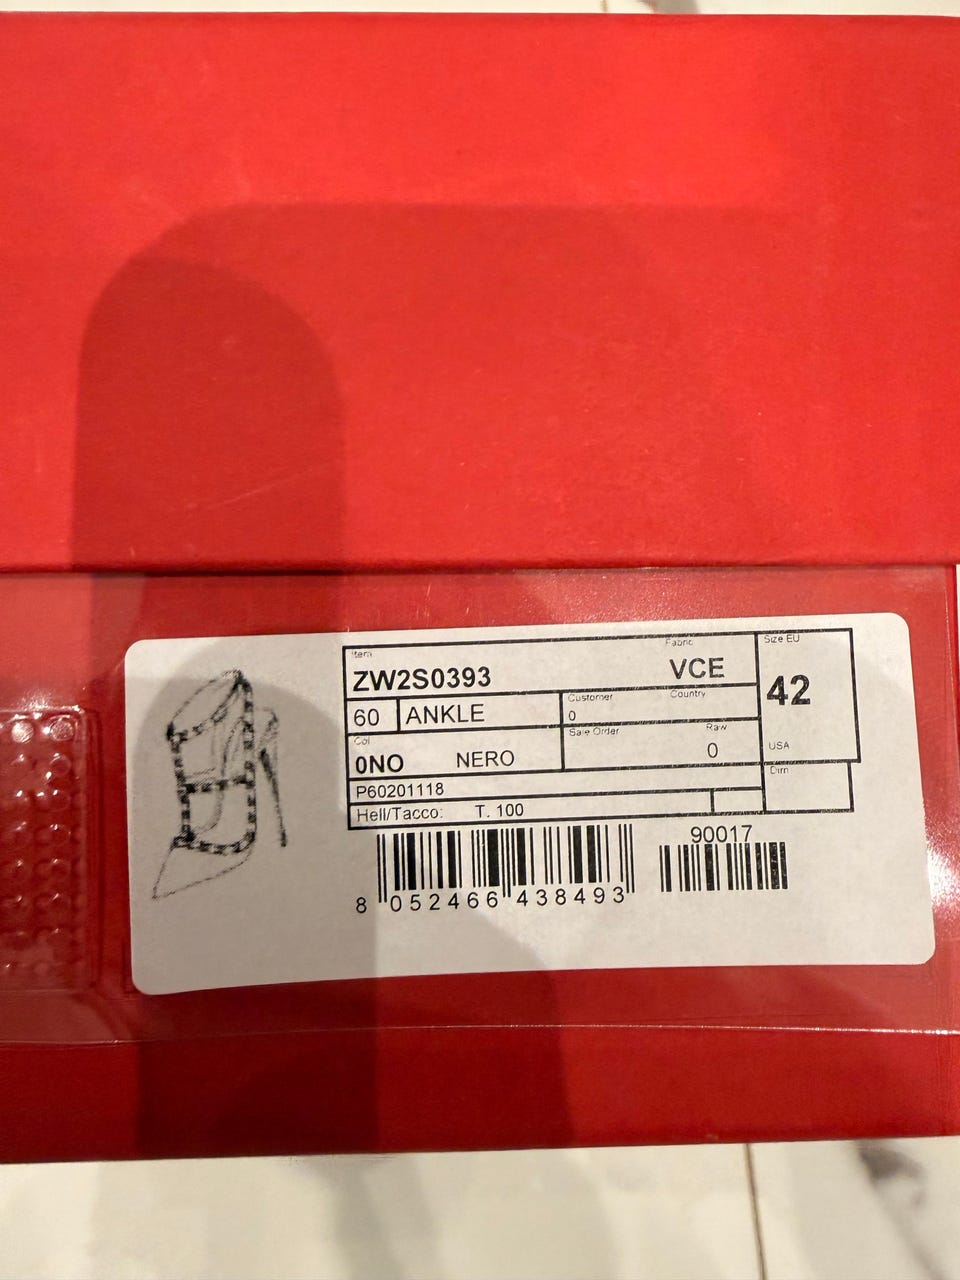 Item Fabric Size EU
ZW2S0393 VCE 42
60 ANKLE Customer Country
0
Col Sale Order Raw
0NO NERO 0 USA
P60201118 Dim
Hell/Tacco: T. 100
90017
8 052466 438493